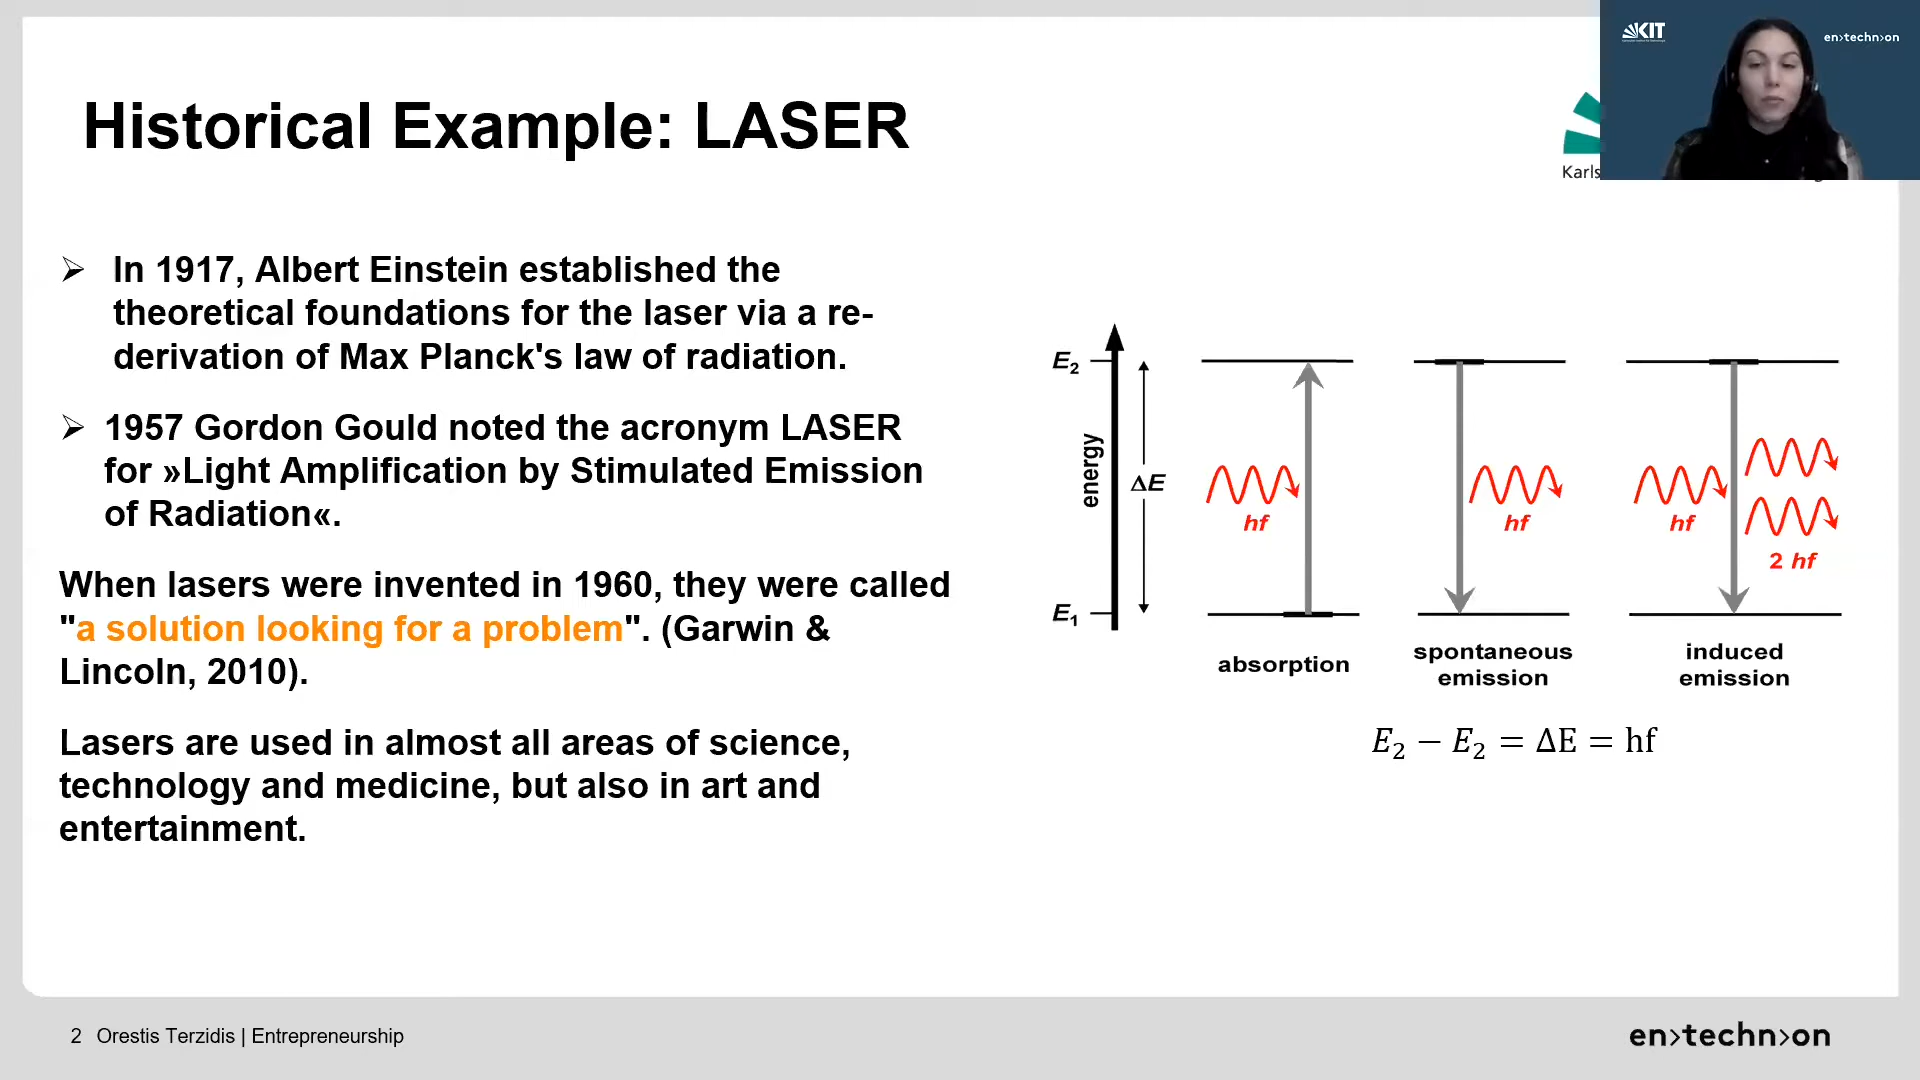 KIT
en>techn>on
Historical Example: LASER
Karls
In 1917, Albert Einstein established the
theoretical foundations for the laser via a re-
derivation of Max Planck's law of radiation.
1957 Gordon Gould noted the acronym LASER
for »Light Amplification by Stimulated Emission
of Radiation«.
When lasers were invented in 1960, they were called
"a solution looking for a problem". (Garwin &
Lincoln, 2010).
Lasers are used in almost all areas of science,
technology and medicine, but also in art and
entertainment.
E₂
energy
ΔE
E₁
hf
hf
hf
2 hf
absorption
spontaneous
emission
induced
emission
E₂ − E₂ = ΔE = hf
2 Orestis Terzidis | Entrepreneurship
en>techn>on